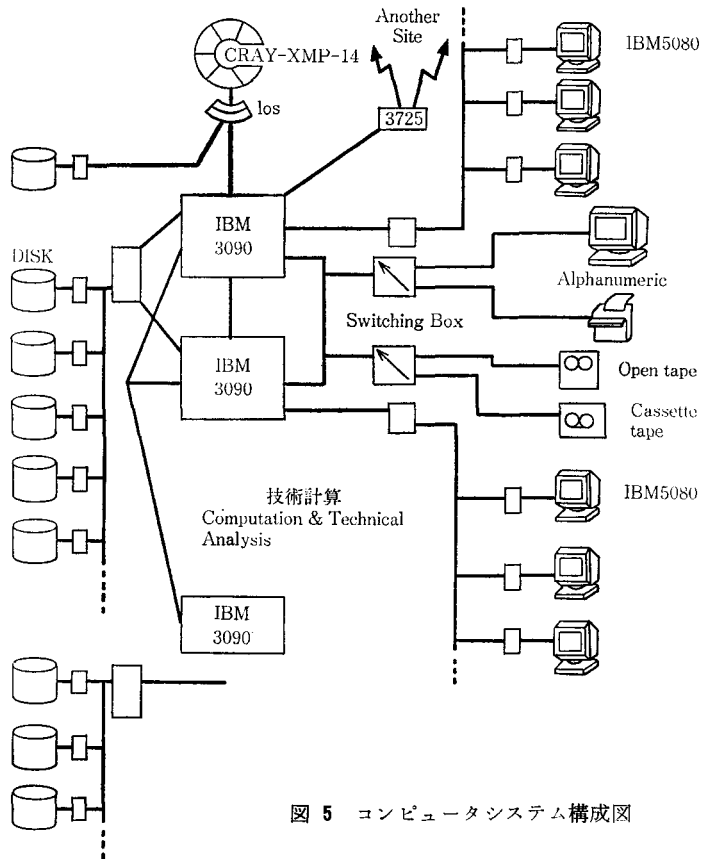 Another
Site
CRAY-XMP-14
Ios
3725
IBM5080
IBM
3090
DISK
Alphanumeric
Switching Box
IBM
3090
Open tape
Cassette
tape
技術計算
Computation & Technical
Analysis
IBM5080
IBM
3090
図 5 コンピュータシステム構成図